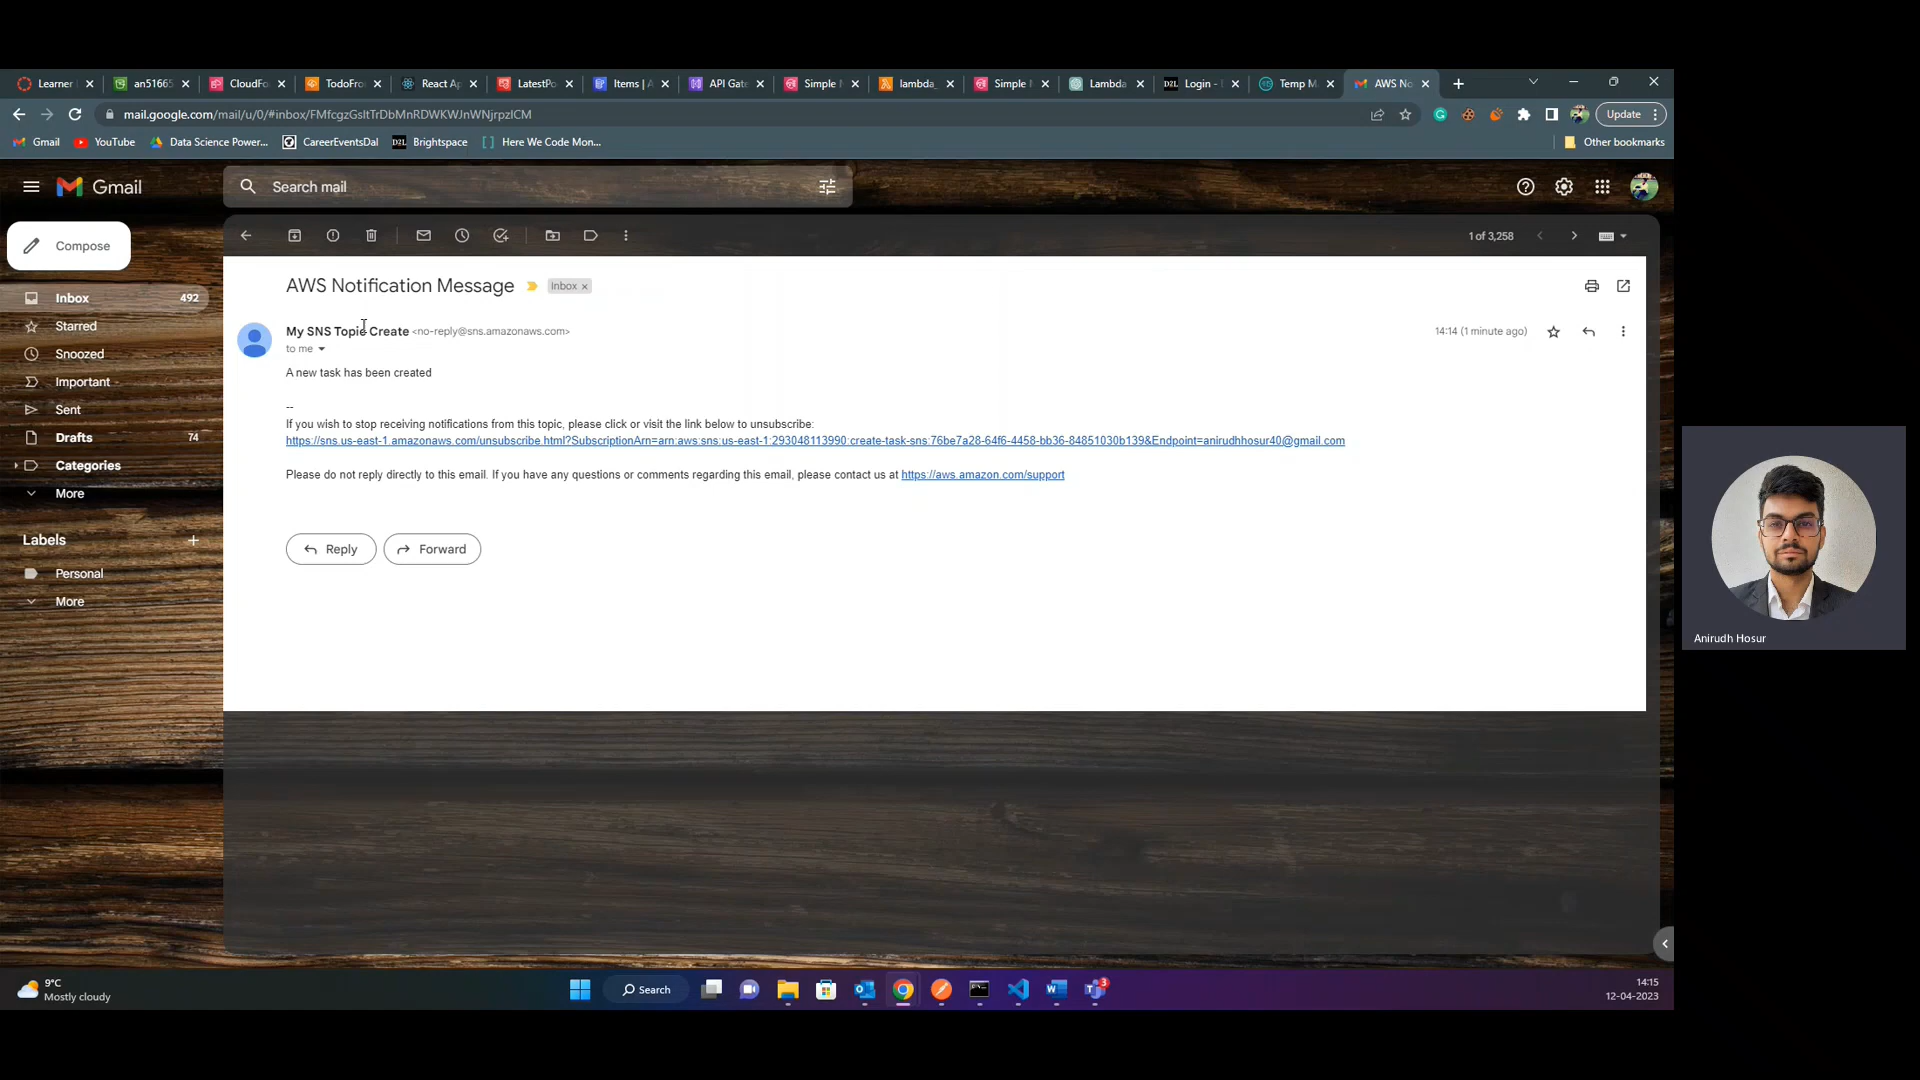 Learner
an51665
CloudFo
TodoFro
React Ap
LatestPo
Items | A
API Gate
Simple N
lambda_
Simple N
Lambda
Login -
Temp M
AWS No
mail.google.com/mail/u/0/#inbox/FMfcgzGsltTrDbMnRDWKWJnWNjrpzlCM
Update
Gmail
YouTube
Data Science Power...
CareerEventsDal
D2L Brightspace
Here We Code Mon...
Other bookmarks
Gmail
Search mail
Compose
1 of 3,258
Inbox 492
Starred
Snoozed
Important
Sent
Drafts 74
Categories
More
Labels
Personal
More
AWS Notification Message
Inbox
My SNS Topic Create <no-reply@sns.amazonaws.com>
14:14 (1 minute ago)
to me
A new task has been created
--
If you wish to stop receiving notifications from this topic, please click or visit the link below to unsubscribe:
https://sns.us-east-1.amazonaws.com/unsubscribe.html?SubscriptionArn=arn:aws:sns:us-east-1:293048113990:create-task-sns:76be7a28-64f6-4458-bb36-84851030b139&Endpoint=anirudhhosur40@gmail.com
Please do not reply directly to this email. If you have any questions or comments regarding this email, please contact us at https://aws.amazon.com/support
Reply
Forward
Anirudh Hosur
9°C
Mostly cloudy
Search
3
14:15
12-04-2023